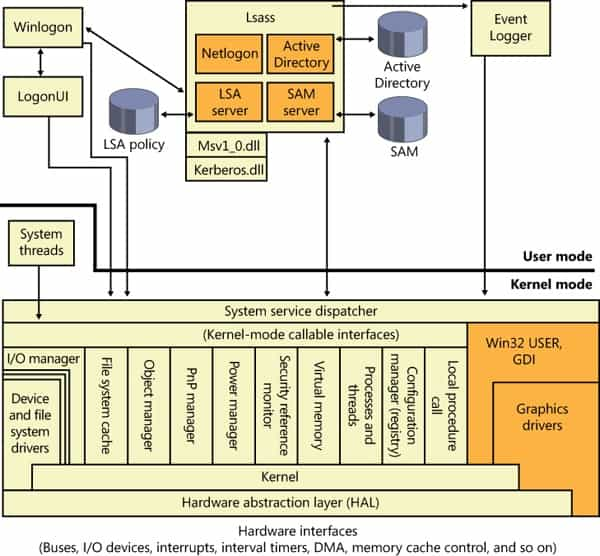 Winlogon
LogonUI
Lsass
Netlogon
Active
Directory
LSA
server
SAM
server
Msv1_0.dll
Kerberos.dll
LSA policy
Active
Directory
SAM
Event
Logger
System
threads
User mode
Kernel mode
System service dispatcher
(Kernel-mode callable interfaces)
I/O manager
Device
and file
system
drivers
File
system cache
Object manager
PnP manager
Power manager
Security reference
monitor
Virtual memory
Processes and
threads
Configuration
manager (registry)
Local procedure
call
Win32 USER,
GDI
Graphics
drivers
Kernel
Hardware abstraction layer (HAL)
Hardware interfaces
(Buses, I/O devices, interrupts, interval timers, DMA, memory cache control, and so on)